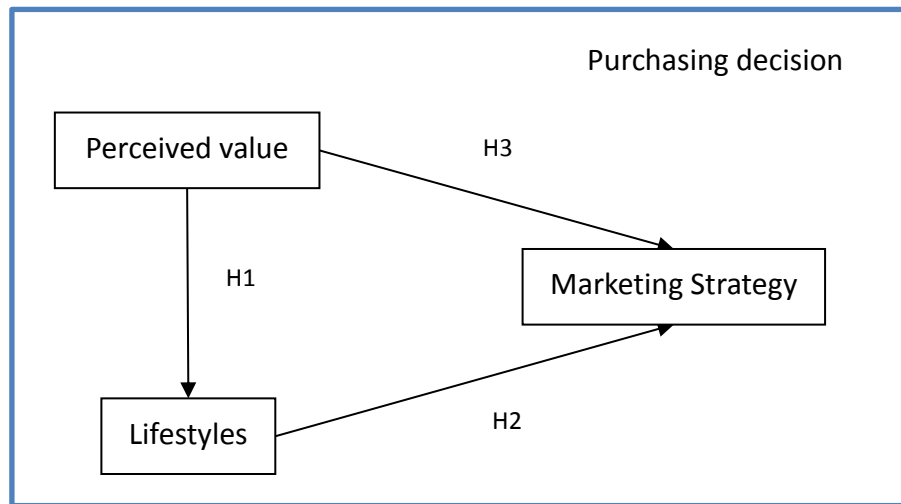 Purchasing decision
Perceived value
H3
Marketing Strategy
H1
Lifestyles
H2